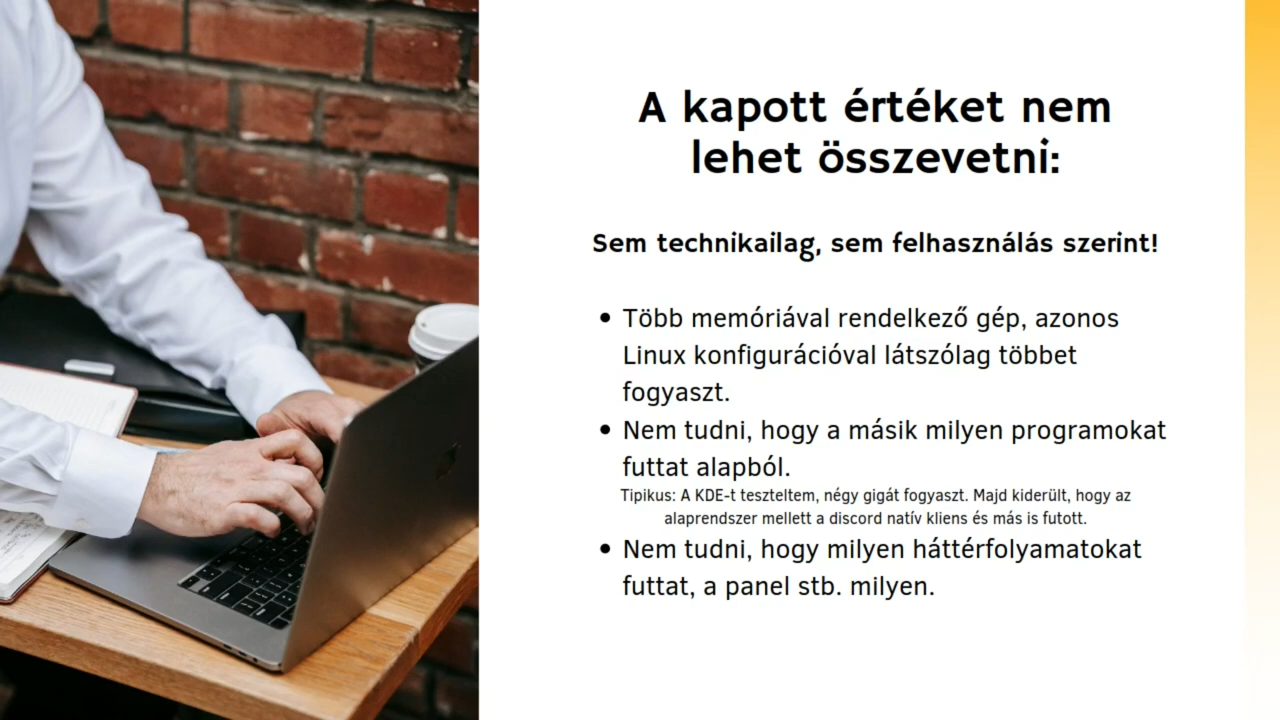 A kapott értéket nem
lehet összevetni:
Sem technikailag, sem felhasználás szerint!
• Több memóriával rendelkező gép, azonos
Linux konfigurációval látszólag többet
fogyaszt.
• Nem tudni, hogy a másik milyen programokat
futtat alapból.
Tipikus: A KDE-t teszteltem, négy gigát fogyaszt. Majd kiderült, hogy az
alaprendszer mellett a discord natív kliens és más is futott.
• Nem tudni, hogy milyen háttérfolyamatokat
futtat, a panel stb. milyen.